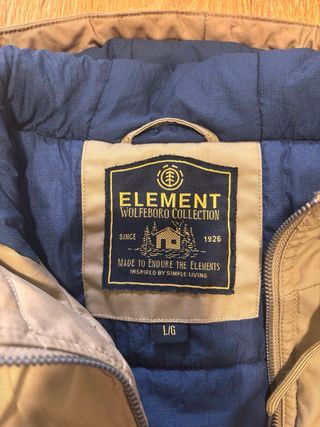 ELEMENT
WOLFEBORO COLLECTION
SINCE 1926
MADE TO ENDURE THE ELEMENTS
INSPIRED BY SIMPLE LIVING
L/G